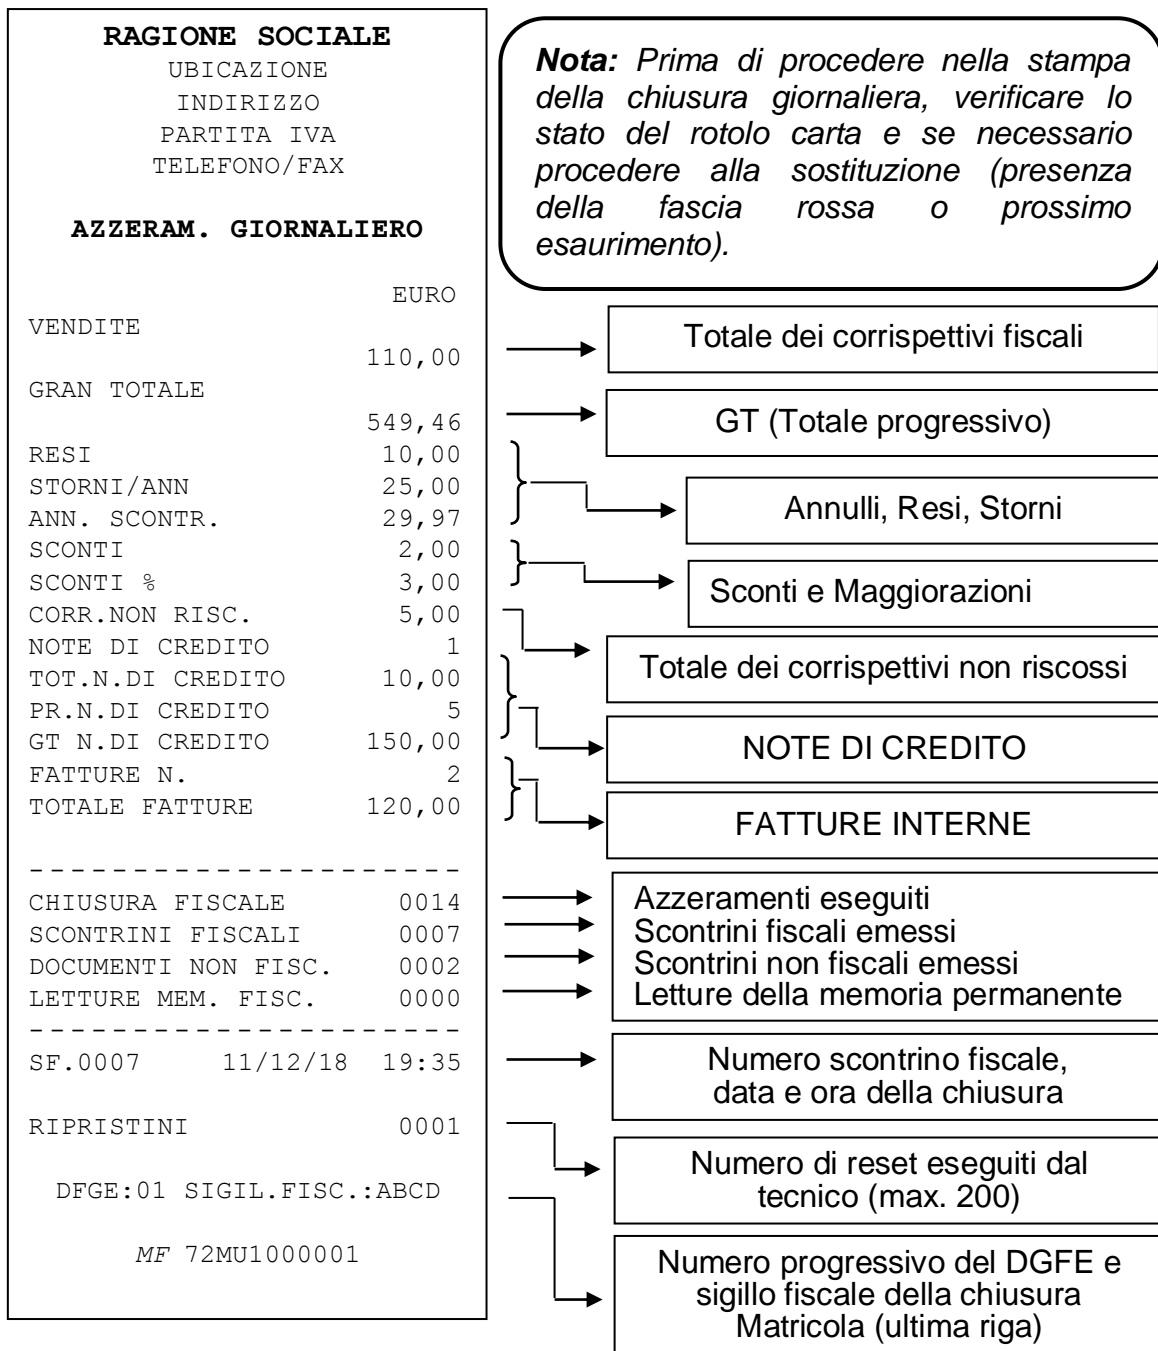 RAGIONE SOCIALE
UBICAZIONE
INDIRIZZO
PARTITA IVA
TELEFONO/FAX
AZZERAM. GIORNALIERO
EURO
VENDITE
110,00
GRAN TOTALE
549,46
RESI 10,00
STORNI/ANN 25,00
ANN. SCONTR. 29,97
SCONTI 2,00
SCONTI % 3,00
CORR.NON RISC. 5,00
NOTE DI CREDITO 1
TOT.N.DI CREDITO 10,00
PR.N.DI CREDITO 5
GT N.DI CREDITO 150,00
FATTURE N. 2
TOTALE FATTURE 120,00
- - - - - - - - - - - - - - - - - - - - -
CHIUSURA FISCALE 0014
SCONTRINI FISCALI 0007
DOCUMENTI NON FISC. 0002
LETTURE MEM. FISC. 0000
- - - - - - - - - - - - - - - - - - - - -
SF.0007 11/12/18 19:35
RIPRISTINI 0001
DFGE:01 SIGIL.FISC.:ABCD
MF 72MU1000001
Nota: Prima di procedere nella stampa
della chiusura giornaliera, verificare lo
stato del rotolo carta e se necessario
procedere alla sostituzione (presenza
della fascia rossa o prossimo
esaurimento).
Totale dei corrispettivi fiscali
GT (Totale progressivo)
Annulli, Resi, Storni
Sconti e Maggiorazioni
Totale dei corrispettivi non riscossi
NOTE DI CREDITO
FATTURE INTERNE
Azzeramenti eseguiti
Scontrini fiscali emessi
Scontrini non fiscali emessi
Letture della memoria permanente
Numero scontrino fiscale,
data e ora della chiusura
Numero di reset eseguiti dal
tecnico (max. 200)
Numero progressivo del DGFE e
sigillo fiscale della chiusura
Matricola (ultima riga)